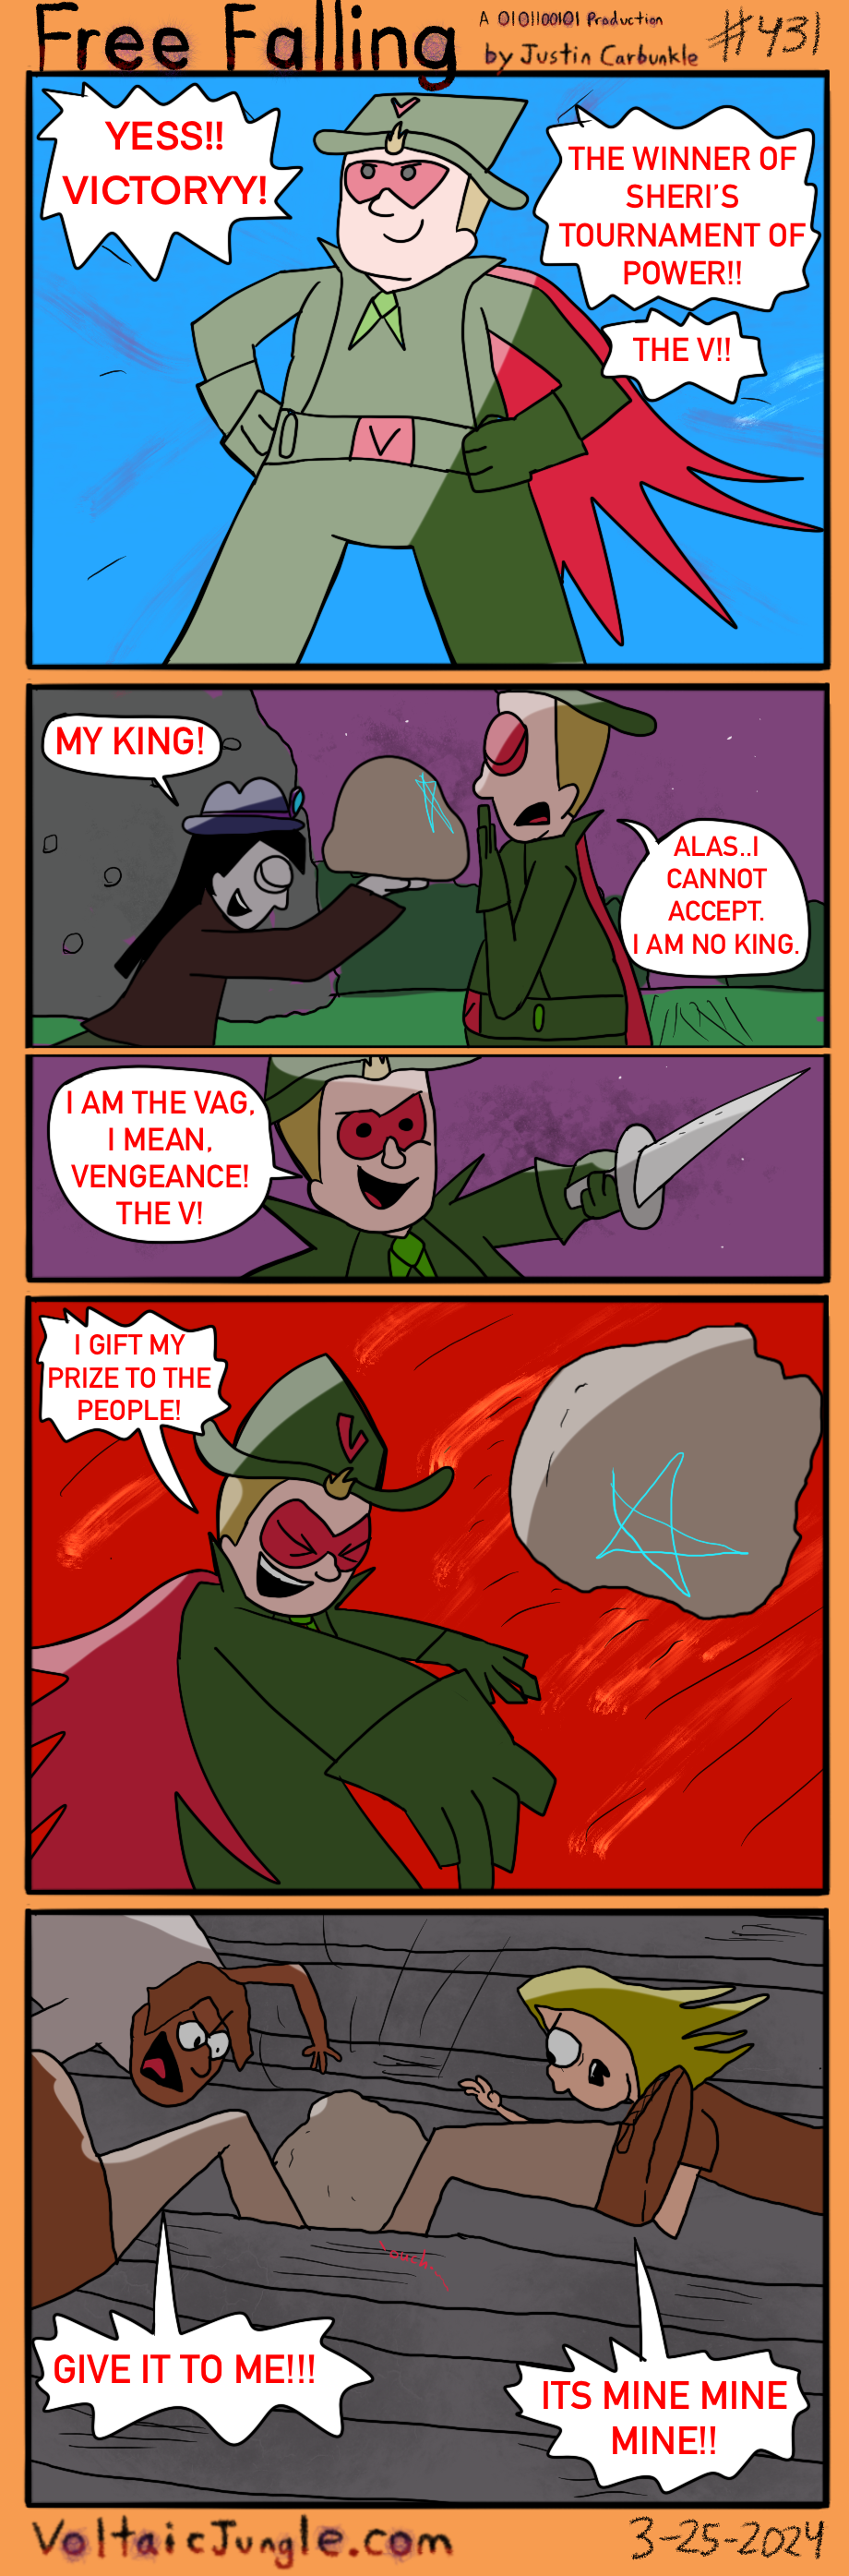 Free Falling
A 0101100101 Production
by Justin Carbunkle
#431
YESS!!
VICTORYY!
THE WINNER OF
SHERI'S
TOURNAMENT OF
POWER!!
THE V!!
V
V
MY KING!
ALAS..I
CANNOT
ACCEPT.
I AM NO KING.
I AM THE VAG,
I MEAN,
VENGEANCE!
THE V!
I GIFT MY
PRIZE TO THE
PEOPLE!
V
ouch
GIVE IT TO ME!!!
ITS MINE MINE
MINE!!
VoltaicJungle.com
3-25-2024